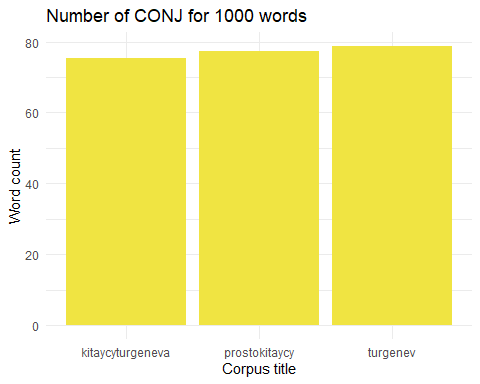 Number of CONJ for 1000 words
Word count
80
60
40
20
0
kitaycyturgeneva prostokitaycy turgenev
Corpus title